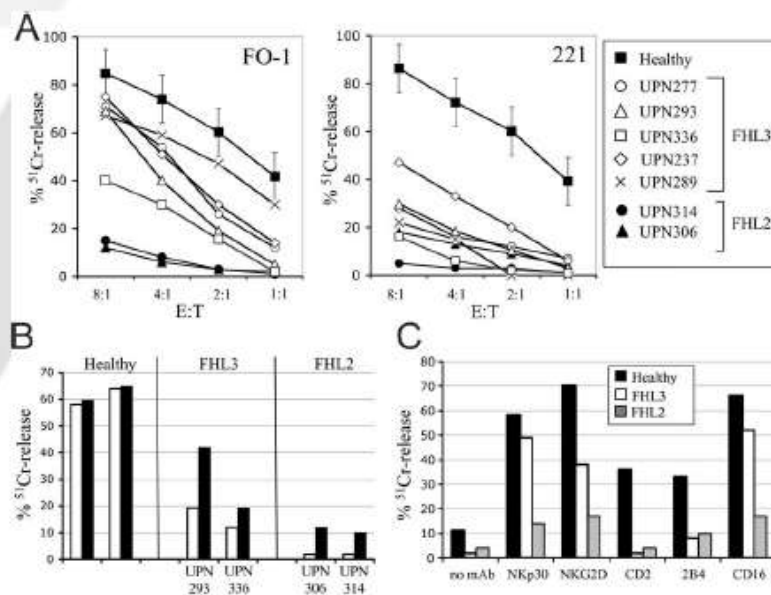 A
FO-1
221
100
80
60
40
20
0
% 51Cr-release
8:1 4:1 2:1 1:1
E:T
100
80
60
40
20
0
% 51Cr-release
8:1 4:1 2:1 1:1
E:T
Healthy
UPN277
UPN293
UPN336
UPN237
UPN289
FHL3
UPN314
UPN306
FHL2
B
Healthy FHL3 FHL2
70
60
50
40
30
20
10
0
% 51Cr-release
UPN UPN UPN UPN
293 336 306 314
C
80
70
60
50
40
30
20
10
0
% 51Cr-release
Healthy
FHL3
FHL2
no mAb NKp30 NKG2D CD2 2B4 CD16